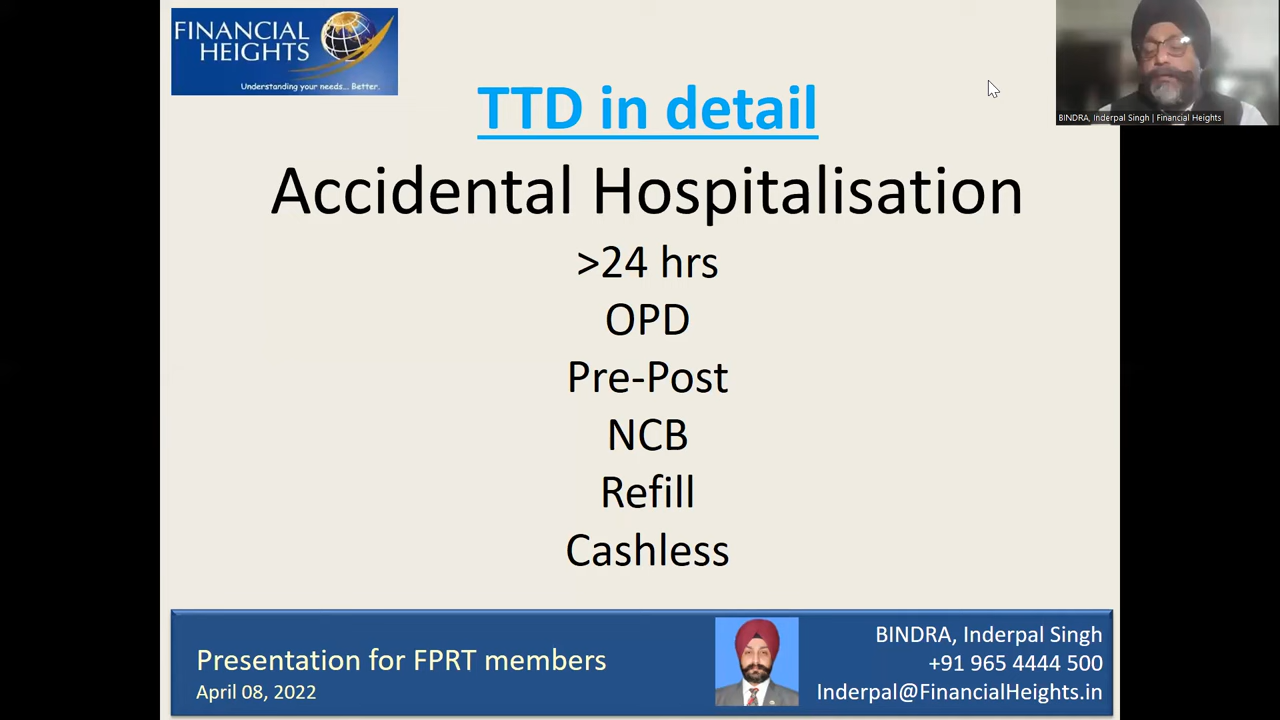 FINANCIAL
HEIGHTS
Understanding your needs... Better.
BINDRA, Inderpal Singh | Financial Heights
TTD in detail
Accidental Hospitalisation
>24 hrs
OPD
Pre-Post
NCB
Refill
Cashless
Presentation for FPRT members
April 08, 2022
BINDRA, Inderpal Singh
+91 965 4444 500
Inderpal@FinancialHeights.in